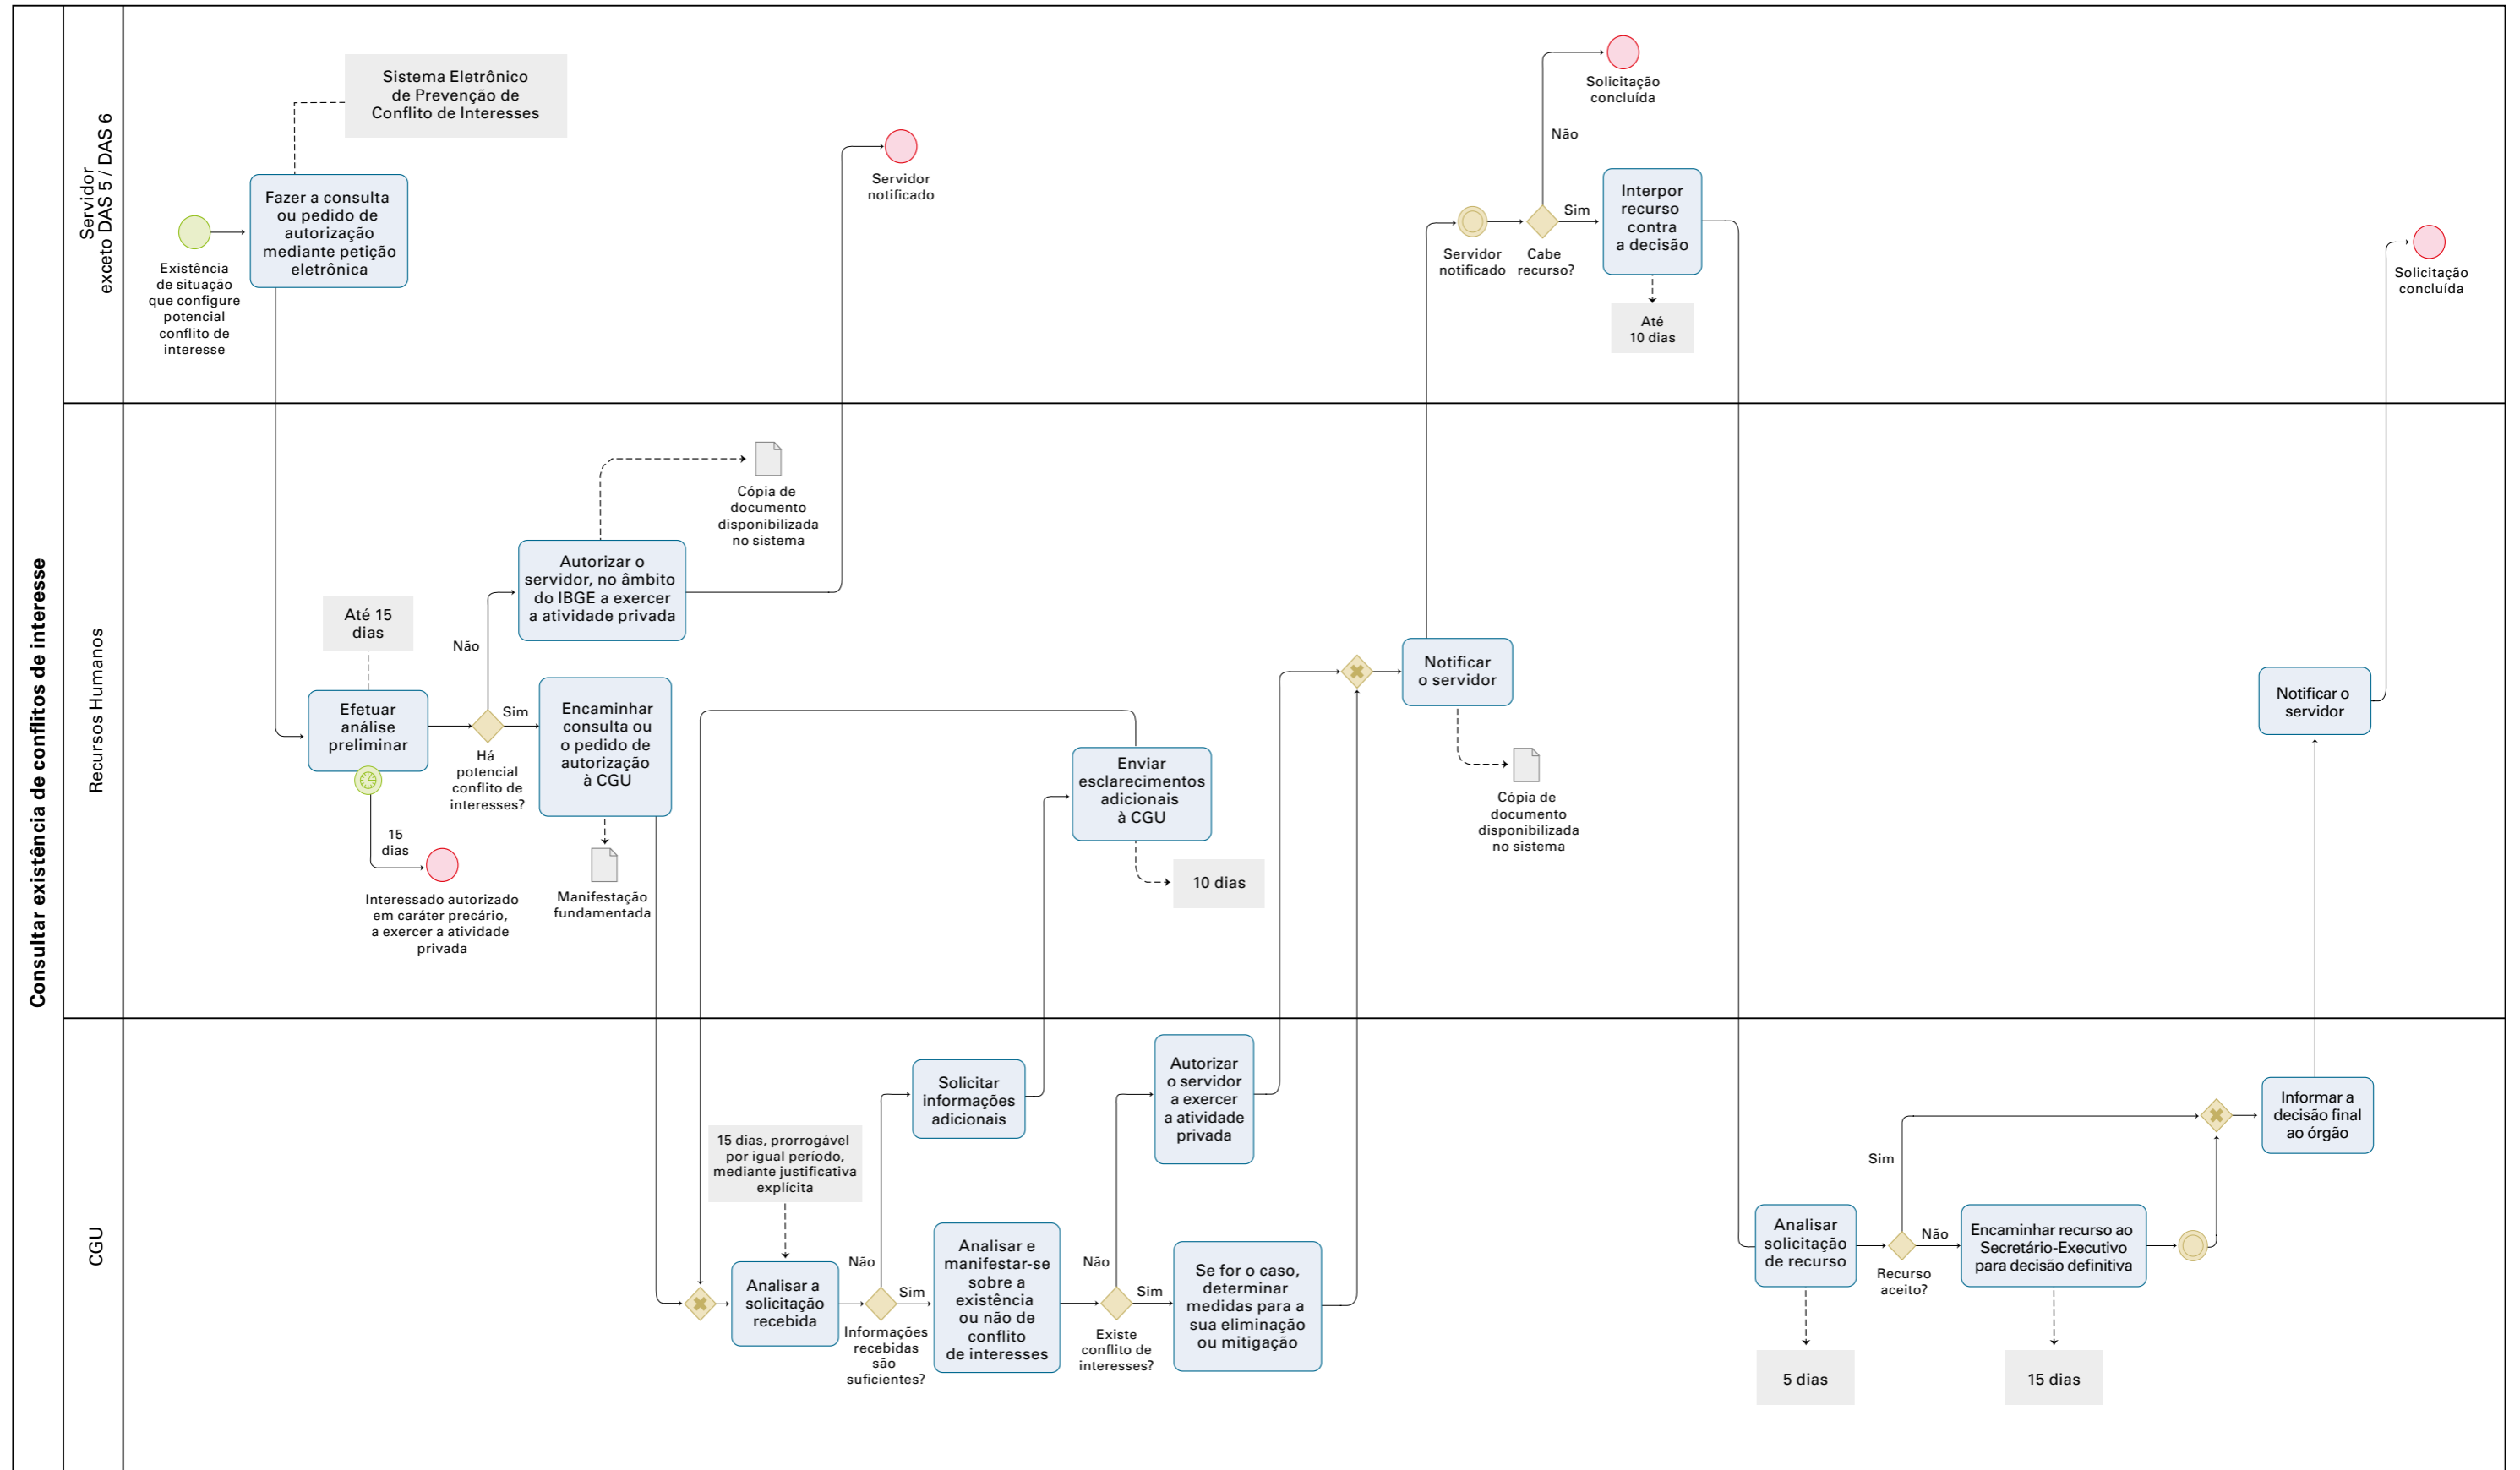 Consultar existência de conflitos de interesse
Servidor
exceto DAS 5 / DAS 6
Sistema Eletrônico
de Prevenção de
Conflito de Interesses
Fazer a consulta
ou pedido de
autorização
mediante petição
eletrônica
Existência
de situação
que configure
potencial
conflito de
interesse
Servidor
notificado
Solicitação
concluída
Não
Servidor
notificado
Cabe
recurso?
Sim
Interpor
recurso
contra
a decisão
Até
10 dias
Solicitação
concluída
Recursos Humanos
Cópia de
documento
disponibilizada
no sistema
Autorizar o
servidor, no âmbito
do IBGE a exercer
a atividade privada
Até 15
dias
Não
Efetuar
análise
preliminar
Sim
Há
potencial
conflito de
interesses?
Encaminhar
consulta ou
o pedido de
autorização
à CGU
15
dias
Interessado autorizado
em caráter precário,
a exercer a atividade
privada
Manifestação
fundamentada
Enviar
esclarecimentos
adicionais
à CGU
10 dias
Notificar
o servidor
Cópia de
documento
disponibilizada
no sistema
Notificar o
servidor
CGU
15 dias, prorrogável
por igual período,
mediante justificativa
explícita
Analisar a
solicitação
recebida
Não
Sim
Informações
recebidas
são
suficientes?
Solicitar
informações
adicionais
Analisar e
manifestar-se
sobre a
existência
ou não de
conflito
de interesses
Não
Sim
Existe
conflito de
interesses?
Autorizar
o servidor
a exercer
a atividade
privada
Se for o caso,
determinar
medidas para a
sua eliminação
ou mitigação
Analisar
solicitação
de recurso
5 dias
Sim
Não
Recurso
aceito?
Encaminhar recurso ao
Secretário-Executivo
para decisão definitiva
15 dias
Informar a
decisão final
ao órgão